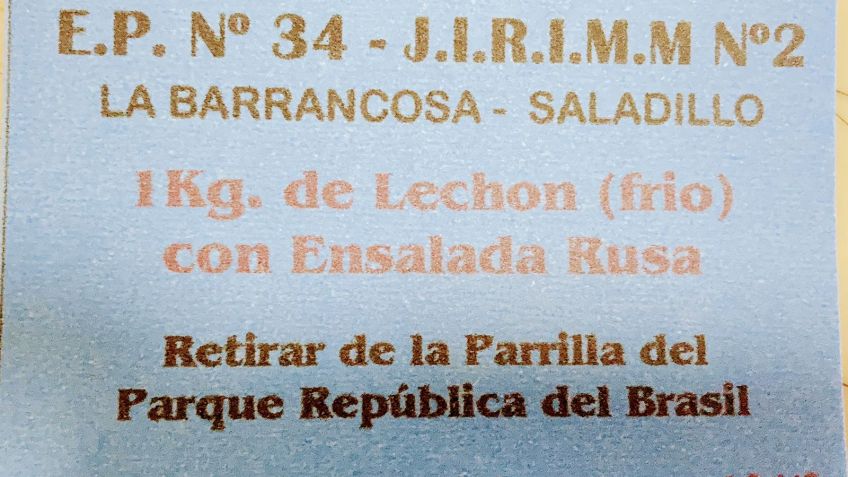 E.P. Nº 34 - J.I.R.I.M.M Nº2
LA BARRANCOSA - SALADILLO
1Kg. de Lechon (frio)
con Ensalada Rusa
Retirar de la Parrilla del
Parque República del Brasil